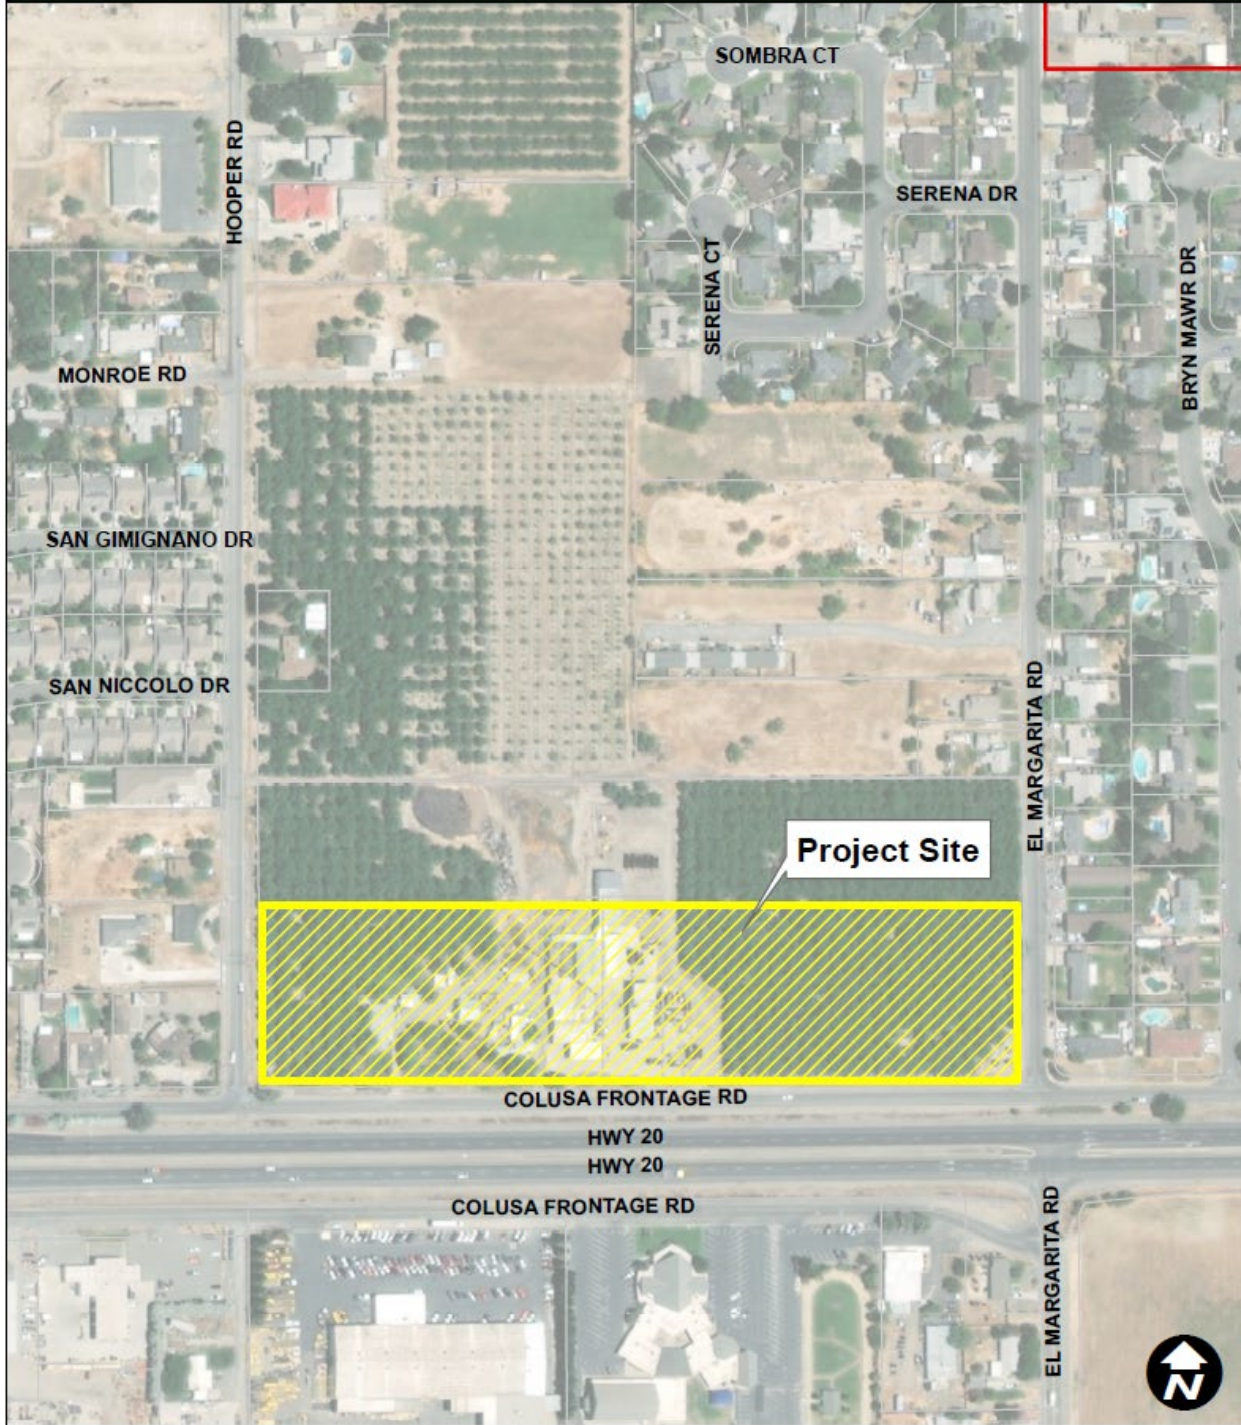 SOMBRA CT
HOOPER RD
SERENA DR
SERENA CT
BRYN MAWR DR
MONROE RD
SAN GIMIGNANO DR
SAN NICCOLO DR
EL MARGARITA RD
Project Site
COLUSA FRONTAGE RD
HWY 20
HWY 20
COLUSA FRONTAGE RD
EL MARGARITA RD
N